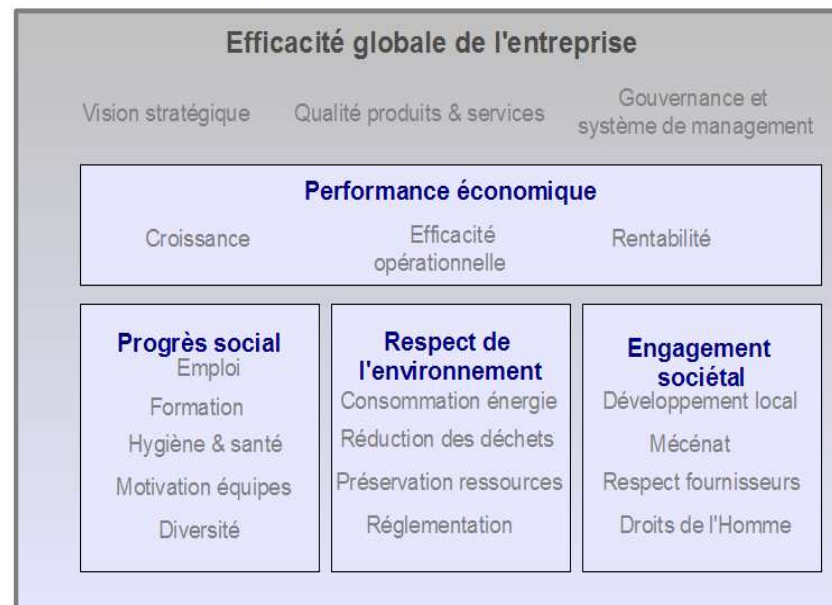 Efficacité globale de l'entreprise
Vision stratégique
Qualité produits & services
Gouvernance et
système de management
Performance économique
Croissance
Efficacité
opérationnelle
Rentabilité
Progrès social
Emploi
Formation
Hygiène & santé
Motivation équipes
Diversité
Respect de
l'environnement
Consommation énergie
Réduction des déchets
Préservation ressources
Réglementation
Engagement
sociétal
Développement local
Mécénat
Respect fournisseurs
Droits de l'Homme